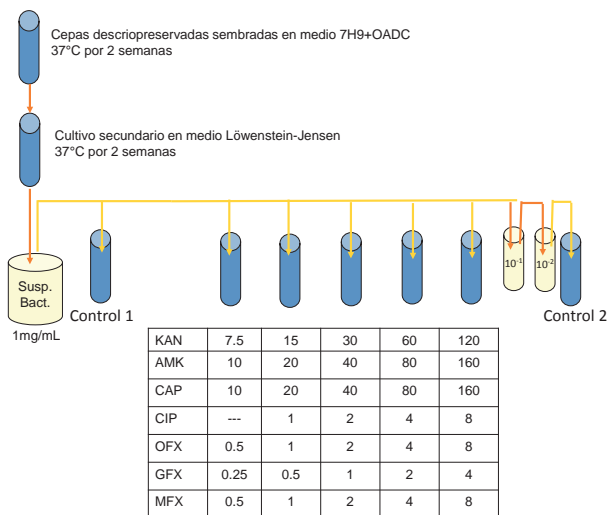 Cepas descriopreservadas sembradas en medio 7H9+OADC
37°C por 2 semanas
Cultivo secundario en medio Löwenstein-Jensen
37°C por 2 semanas
Susp.
Bact.
1mg/mL
Control 1
10-1
10-2
Control 2
KAN 7.5 15 30 60 120
AMK 10 20 40 80 160
CAP 10 20 40 80 160
CIP --- 1 2 4 8
OFX 0.5 1 2 4 8
GFX 0.25 0.5 1 2 4
MFX 0.5 1 2 4 8